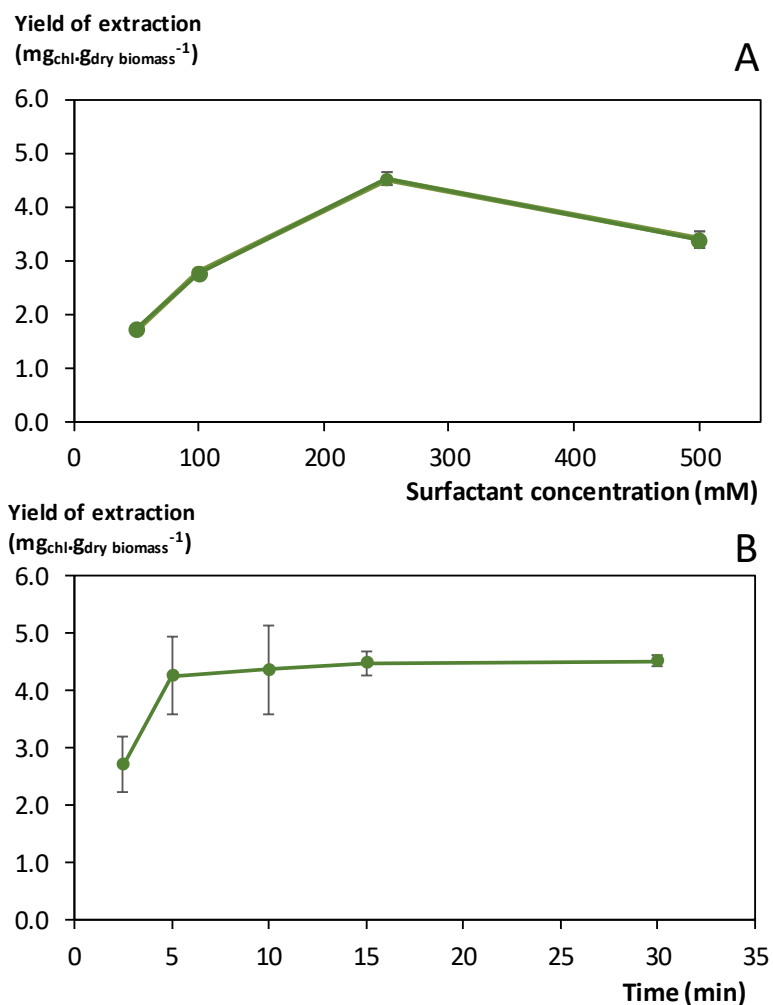 Yield of extraction
(mgchl.gdry biomass-1)
A
6.0
5.0
4.0
3.0
2.0
1.0
0.0
0 100 200 300 400 500
Surfactant concentration (mM)
Yield of extraction
(mgchl.gdry biomass-1)
B
6.0
5.0
4.0
3.0
2.0
1.0
0.0
0 5 10 15 20 25 30 35
Time (min)